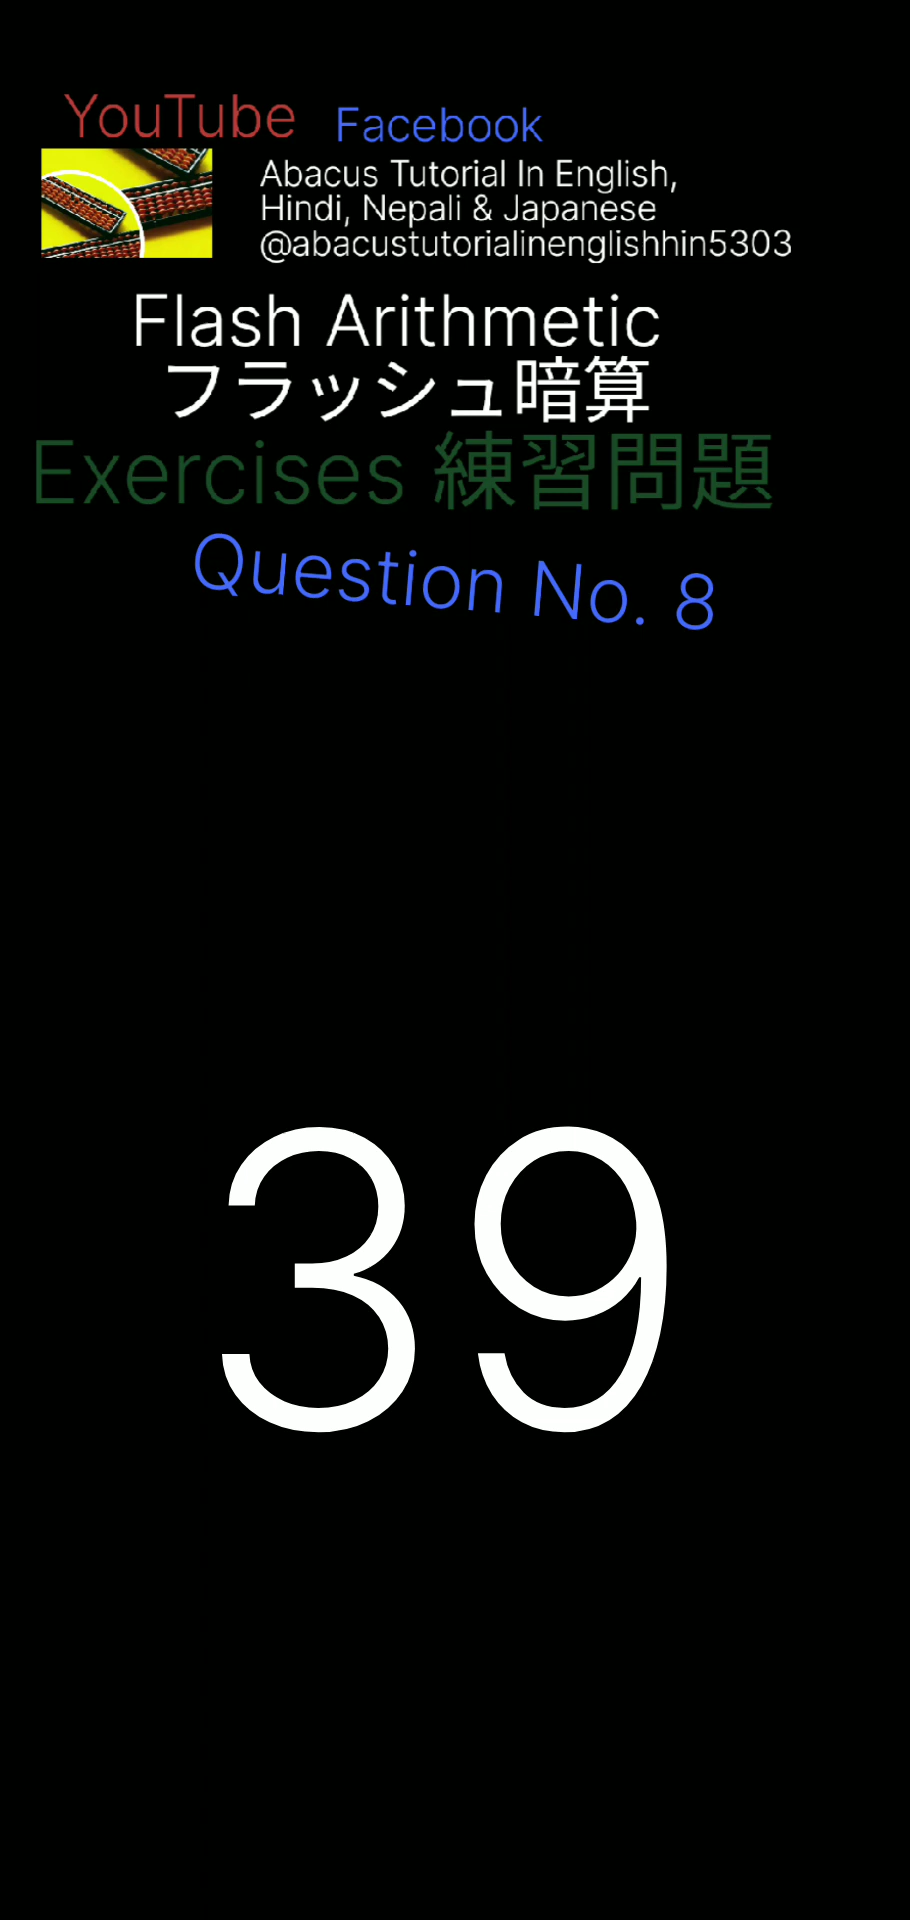 YouTube Facebook
Abacus Tutorial In English,
Hindi, Nepali & Japanese
@abacustutorialinenglishhin5303
Flash Arithmetic
フラッシュ暗算
Exercises 練習問題
Question No. 8
39